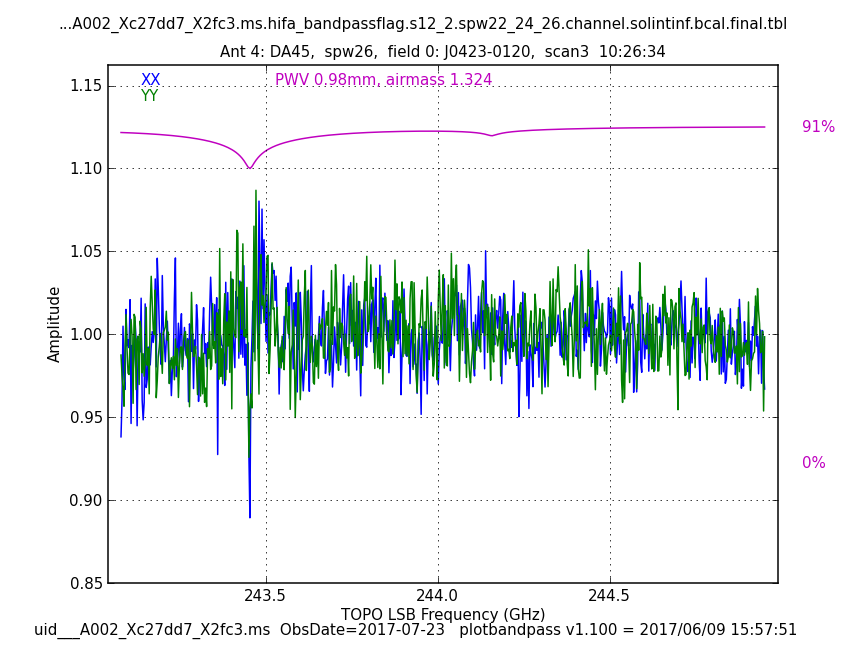 ...A002_Xc27dd7_X2fc3.ms.hifa_bandpassflag.s12_2.spw22_24_26.channel.solintinf.bcal.final.tbl
Ant 4: DA45,  spw26,  field 0: J0423-0120,  scan3  10:26:34
XX
PWV 0.98mm, airmass 1.324
YY
1.15
1.10
1.05
1.00
0.95
0.90
0.85
Amplitude
91%
0%
243.5
244.0
244.5
TOPO LSB Frequency (GHz)
uid___A002_Xc27dd7_X2fc3.ms  ObsDate=2017-07-23   plotbandpass v1.100 = 2017/06/09 15:57:51